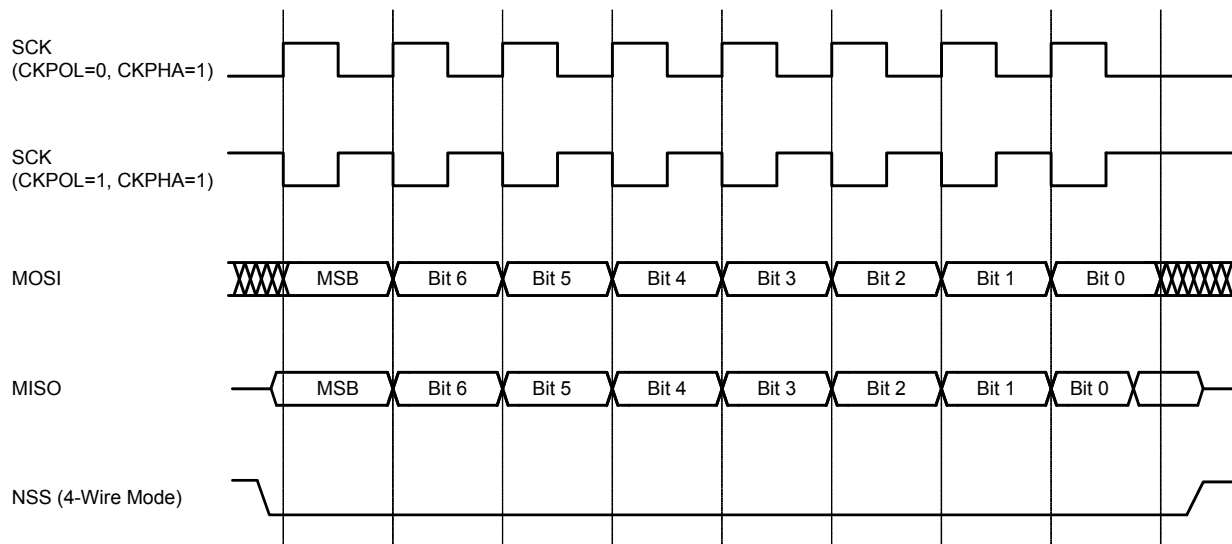 SCK
(CKPOL=0, CKPHA=1)
SCK
(CKPOL=1, CKPHA=1)
MOSI
MSB
Bit 6
Bit 5
Bit 4
Bit 3
Bit 2
Bit 1
Bit 0
MISO
MSB
Bit 6
Bit 5
Bit 4
Bit 3
Bit 2
Bit 1
Bit 0
NSS (4-Wire Mode)